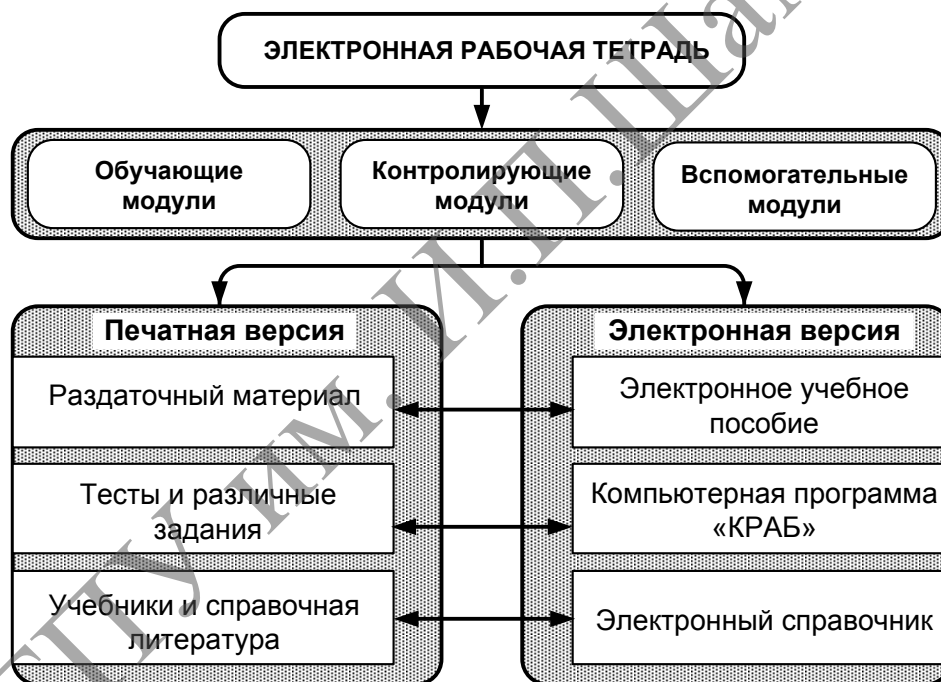 ЭЛЕКТРОННАЯ РАБОЧАЯ ТЕТРАДЬ
Обучающие
модули
Контролирующие
модули
Вспомогательные
модули
Печатная версия
Раздаточный материал
Тесты и различные
задания
Учебники и справочная
литература
Электронная версия
Электронное учебное
пособие
Компьютерная программа
«КРАБ»
Электронный справочник
им. И.П.